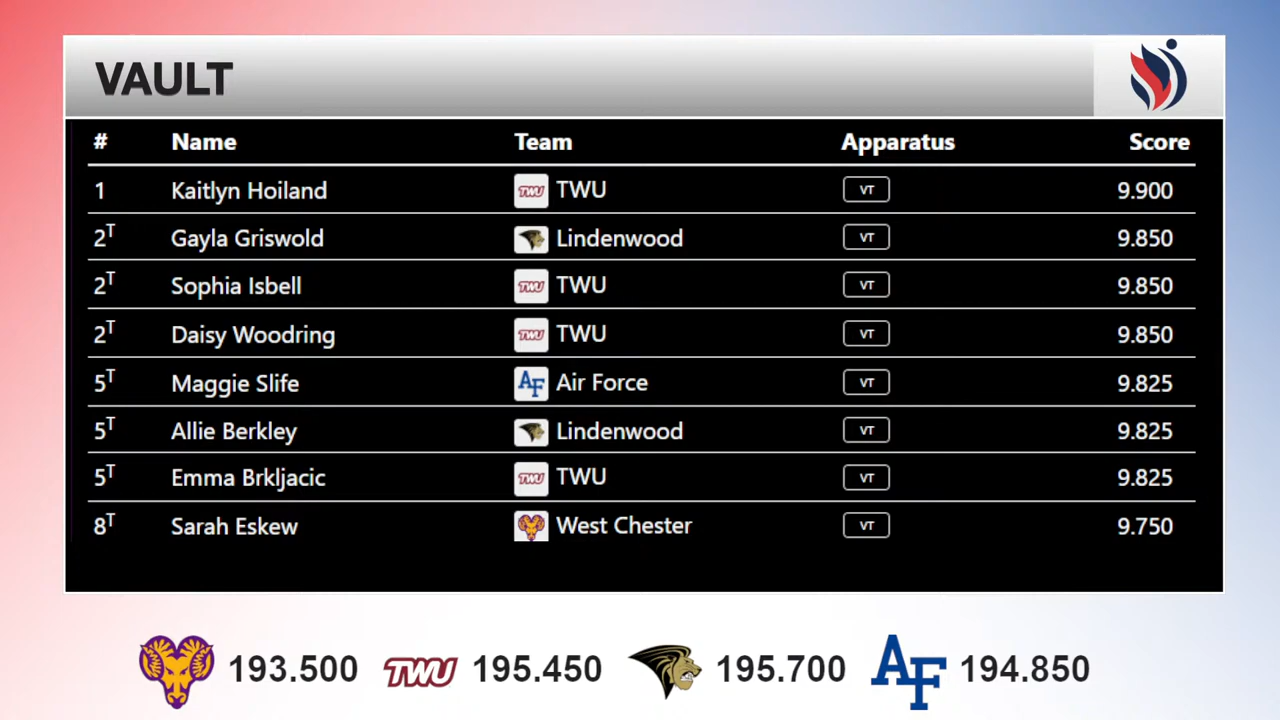 VAULT
# Name Team Apparatus Score
1 Kaitlyn Hoiland TWU TWU VT 9.900
2T Gayla Griswold Lindenwood VT 9.850
2T Sophia Isbell TWU TWU VT 9.850
2T Daisy Woodring TWU TWU VT 9.850
5T Maggie Slife AF Air Force VT 9.825
5T Allie Berkley Lindenwood VT 9.825
5T Emma Brkljacic TWU TWU VT 9.825
8T Sarah Eskew West Chester VT 9.750
193.500 TWU 195.450 195.700 AF 194.850